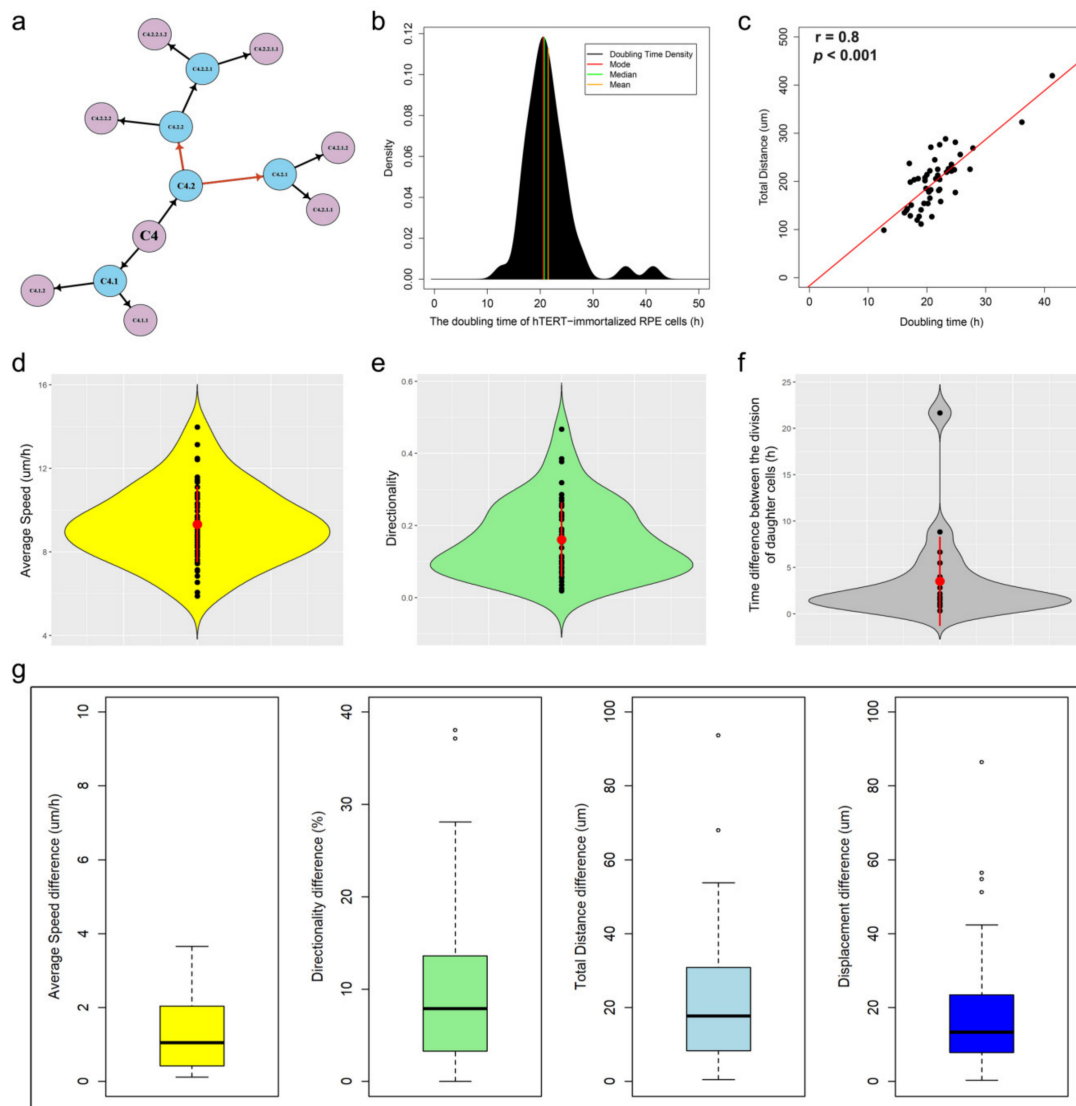 a
C4.2.2.1.2
C4.2.2.1.1
C4.2.2.1
C4.2.2.2
C4.2.2
C4.2.1.2
C4.2.1
C4.2
C4.2.1.1
C4
C4.1
C4.1.2
C4.1.1
b
Density
0.00
0.02
0.04
0.06
0.08
0.10
0.12
Doubling Time Density
Mode
Median
Mean
0 10 20 30 40 50
The doubling time of hTERT−immortalized RPE cells (h)
c
r = 0.8
p < 0.001
Total Distance (um)
500
400
300
200
100
0
0 10 20 30 40
Doubling time (h)
d
Average Speed (um/h)
16
12
8
4
e
Directionality
0.6
0.4
0.2
0.0
f
Time difference between the division
of daughter cells (h)
25
20
15
10
5
0
g
Average Speed difference (um/h)
10
8
6
4
2
0
Directionality difference (%)
40
30
20
10
0
Total Distance difference (um)
100
80
60
40
20
0
Displacement difference (um)
100
80
60
40
20
0